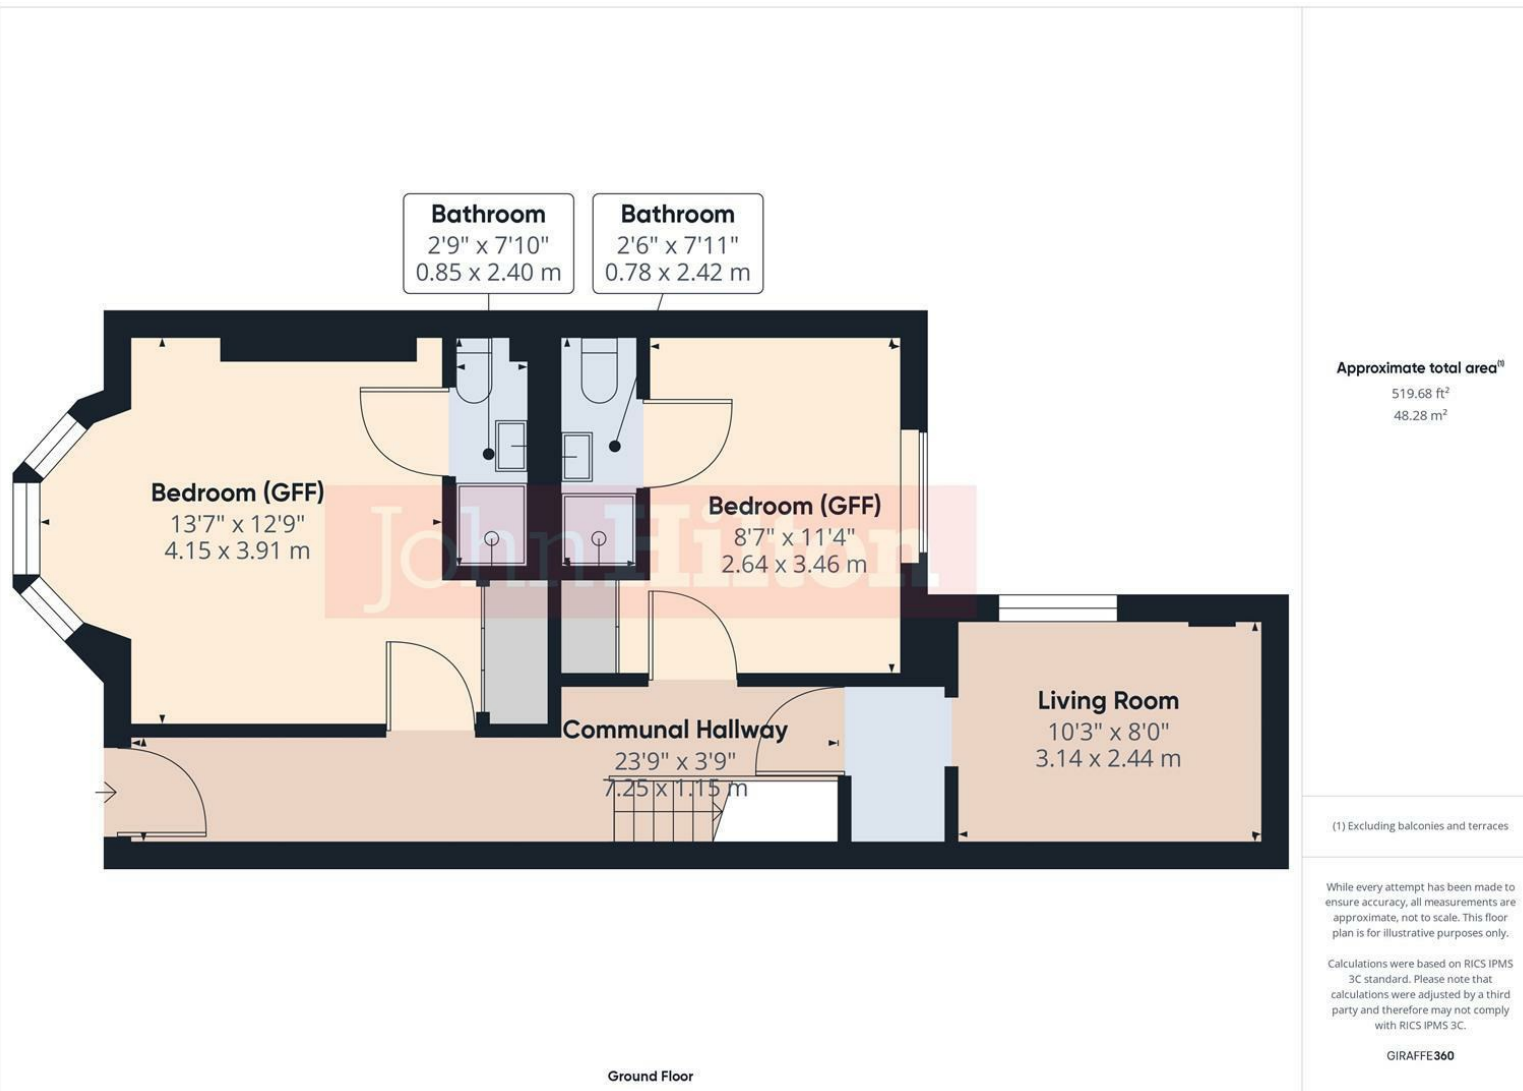 Bathroom
2'9" x 7'10"
0.85 x 2.40 m
Bathroom
2'6" x 7'11"
0.78 x 2.42 m
Bedroom (GFF)
13'7" x 12'9"
4.15 x 3.91 m
Bedroom (GFF)
8'7" x 11'4"
2.64 x 3.46 m
JohnHilton
Living Room
10'3" x 8'0"
3.14 x 2.44 m
Communal Hallway
23'9" x 3'9"
7.25 x 1.15 m
Ground Floor
Approximate total area(1)
519.68 ft²
48.28 m²
(1) Excluding balconies and terraces
While every attempt has been made to
ensure accuracy, all measurements are
approximate, not to scale. This floor
plan is for illustrative purposes only.
Calculations were based on RICS IPMS
3C standard. Please note that
calculations were adjusted by a third
party and therefore may not comply
with RICS IPMS 3C.
GIRAFFE360